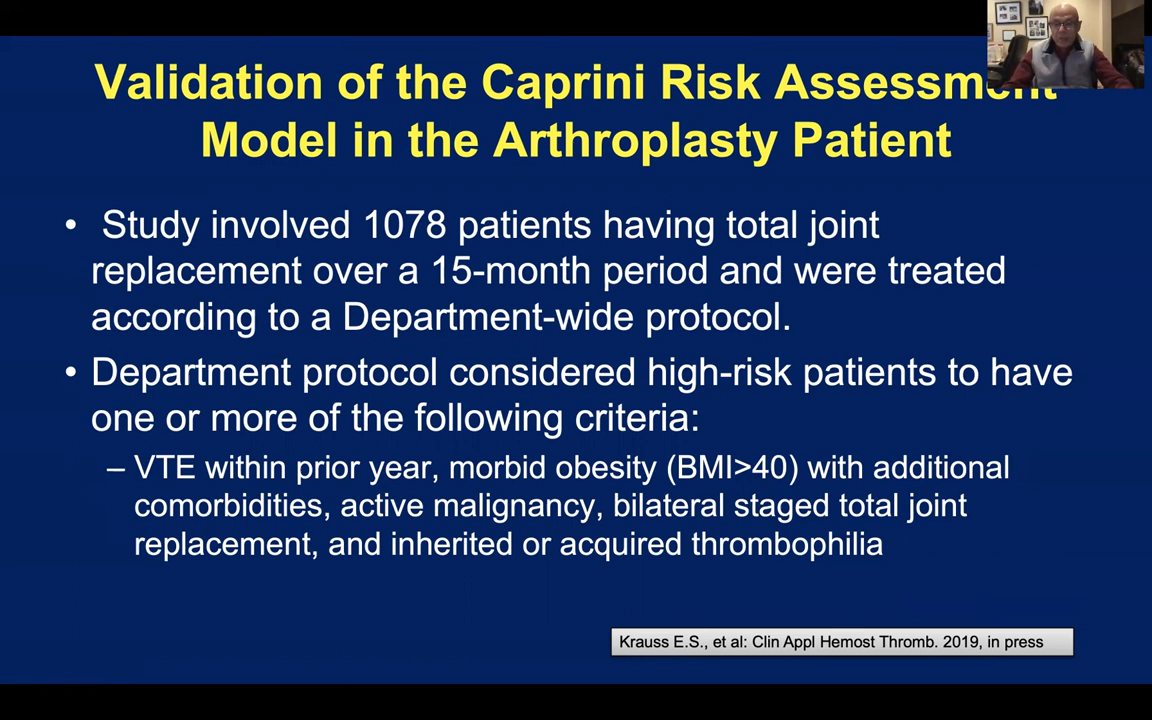 Validation of the Caprini Risk Assessment
Model in the Arthroplasty Patient
• Study involved 1078 patients having total joint
replacement over a 15-month period and were treated
according to a Department-wide protocol.
• Department protocol considered high-risk patients to have
one or more of the following criteria:
– VTE within prior year, morbid obesity (BMI>40) with additional
comorbidities, active malignancy, bilateral staged total joint
replacement, and inherited or acquired thrombophilia
Krauss E.S., et al: Clin Appl Hemost Thromb. 2019, in press